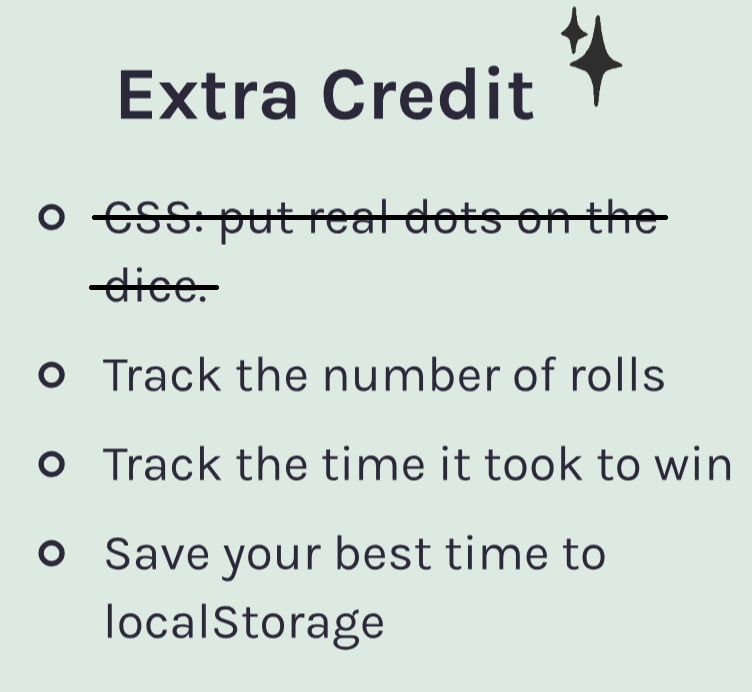 Extra Credit
CSS: put real dots on the
dice.
Track the number of rolls
Track the time it took to win
Save your best time to
localStorage